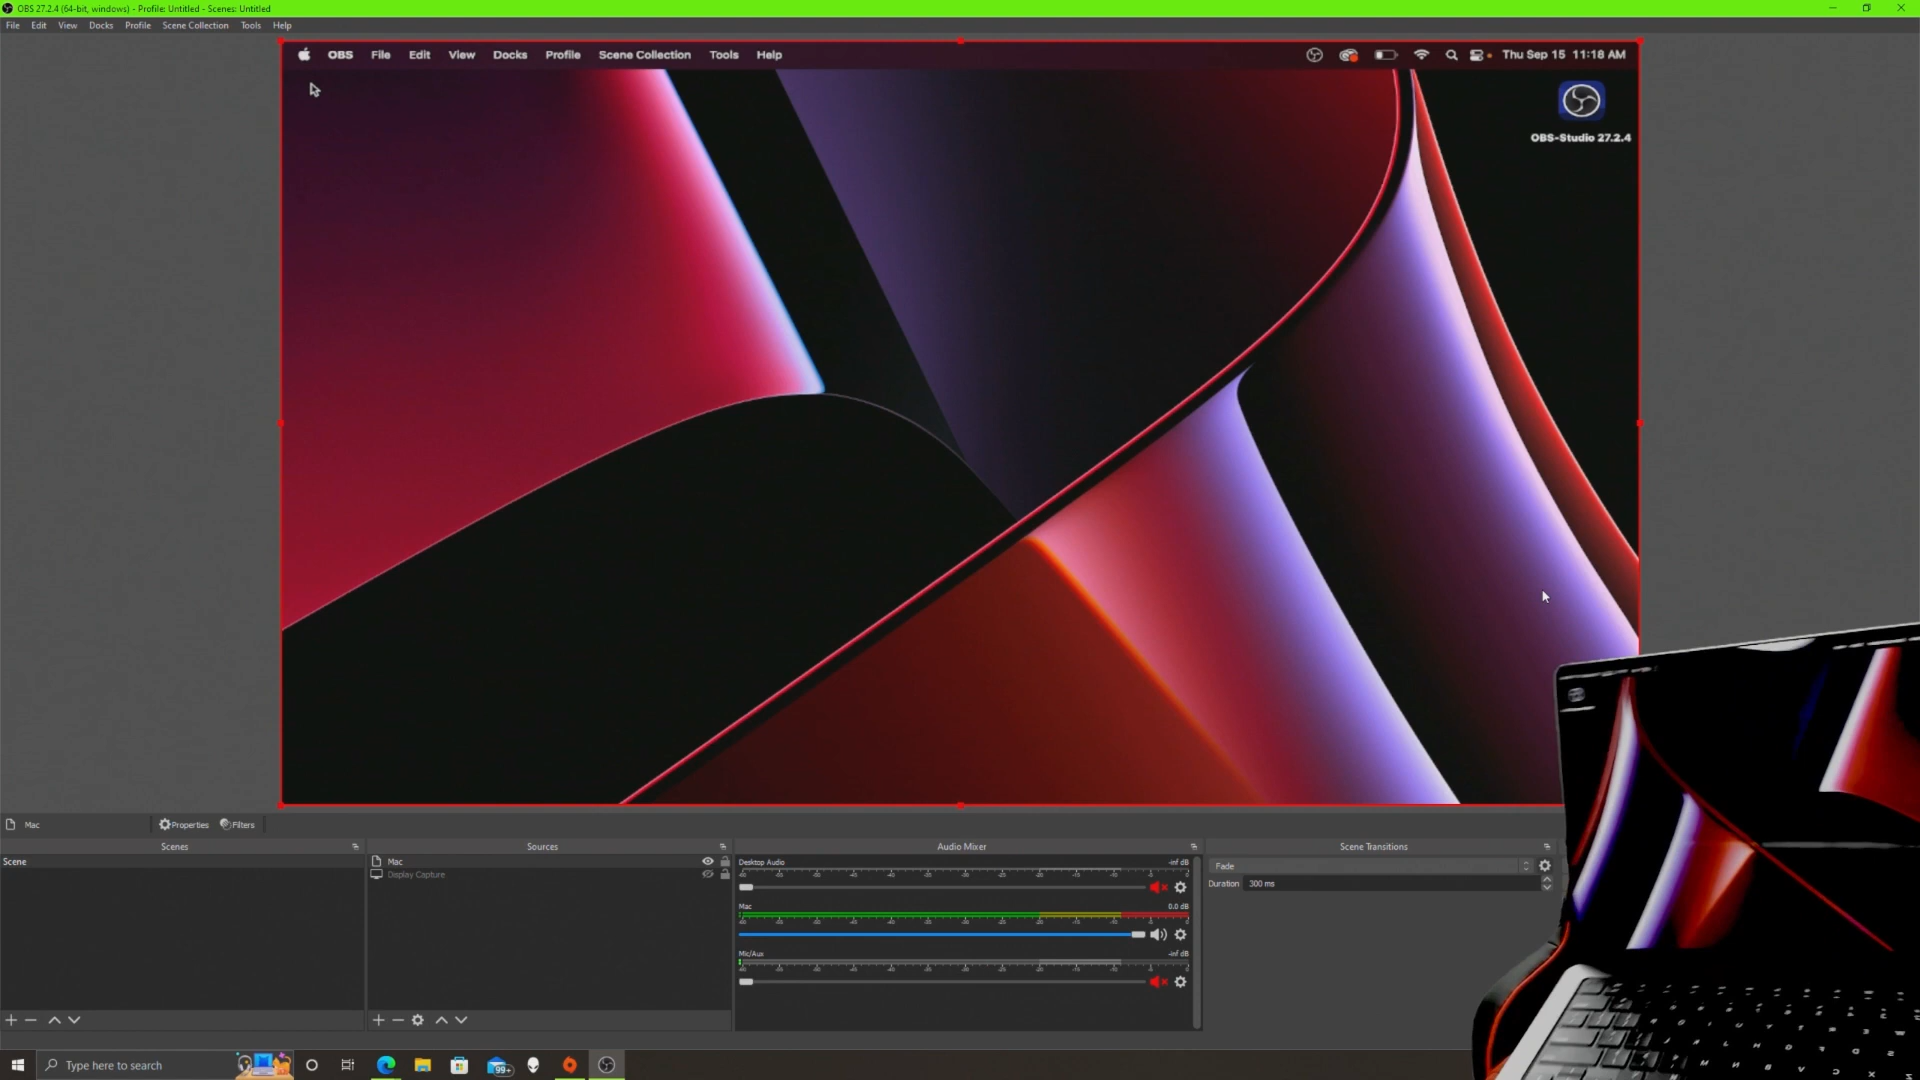 OBS 27.2.4 (64-bit, windows) - Profile: Untitled - Scenes: Untitled
File Edit View Docks Profile Scene Collection Tools Help
OBS File Edit View Docks Profile Scene Collection Tools Help Thu Sep 15 11:18 AM
OBS-Studio 27.2.4
Mac Properties Filters
Scenes Sources Audio Mixer Scene Transitions
Scene
Mac
Display Capture
Desktop Audio -inf dB
Mac 0.0 dB
Mic/Aux -inf dB
Fade
Duration 300 ms
Type here to search
99+